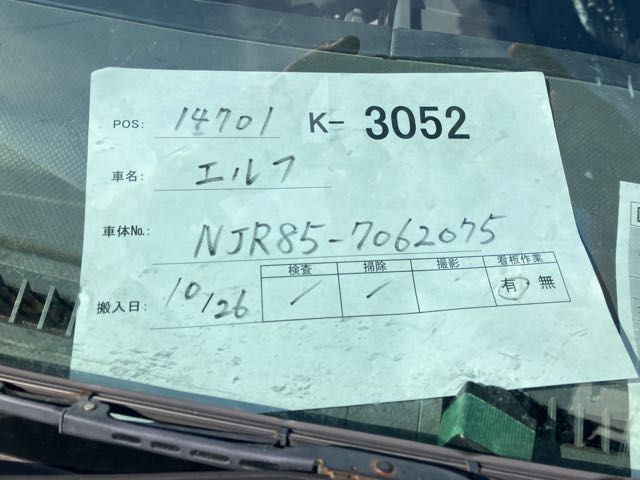 POS: 14701 K- 3052
車名: エルフ
車体No.: NJR85-7062075
搬入日: 10/26
検査 掃除 撮影 看板作業
/ / 有 無